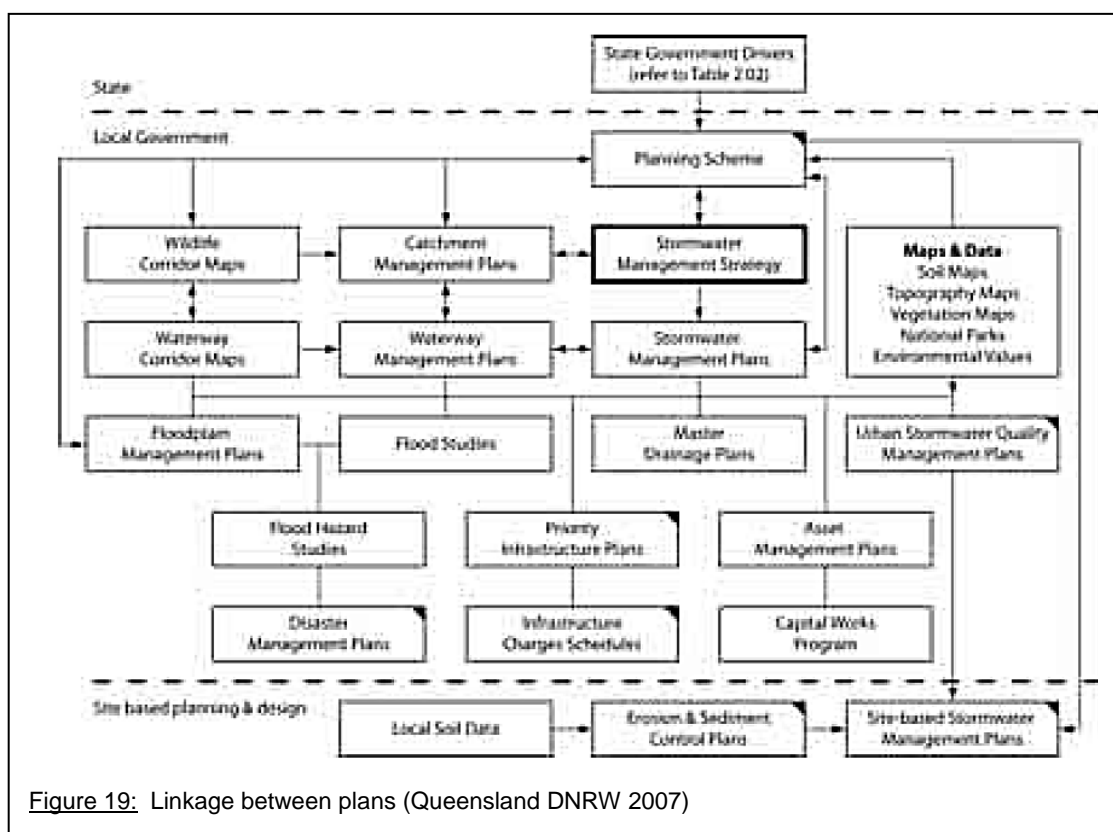 State Government Drivers
(refer to Table 2.02)
State
Local Government
Planning Scheme
Wildlife
Corridor Maps
Catchment
Management Plans
Stormwater
Management Strategy
Maps & Data
Soil Maps
Topography Maps
Vegetation Maps
National Parks
Environmental Values
Waterway
Corridor Maps
Waterway
Management Plans
Stormwater
Management Plans
Floodplain
Management Plans
Flood Studies
Master
Drainage Plans
Urban Stormwater Quality
Management Plans
Flood Hazard
Studies
Priority
Infrastructure Plans
Asset
Management Plans
Disaster
Management Plans
Infrastructure
Charges Schedules
Capital Works
Program
Site based planning & design
Local Soil Data
Erosion & Sediment
Control Plans
Site-based Stormwater
Management Plans
Figure 19: Linkage between plans (Queensland DNRW 2007)